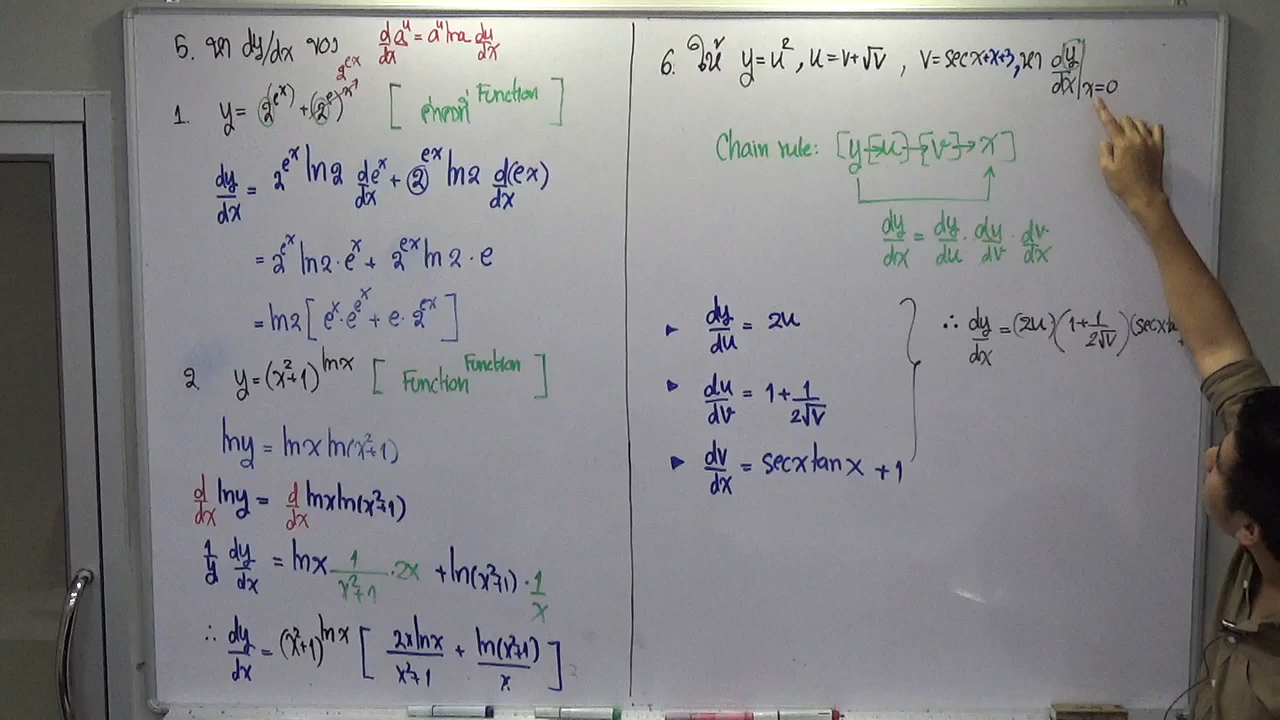 5. หา dy/dx ของ d/dx a^u = a^u ln a du/dx
2^(ex)
1. y = 2^(e^x) + (2^e)^x → [ ค่าคงที่^Function ]
dy/dx = 2^(e^x) ln2 de^x/dx + 2^(ex) ln2 d(ex)/dx
= 2^(e^x) ln2 · e^x + 2^(ex) ln2 · e
= ln2 [ e^x · e^(e^x) + e · 2^(ex) ]
2 y = (x²+1)^(lnx) [ Function^Function ]
lny = lnx ln(x²+1)
d/dx lny = d/dx lnx ln(x²+1)
1/y dy/dx = lnx 1/(x²+1) · 2x + ln(x²+1) · 1/x
∴ dy/dx = (x²+1)^(lnx) [ 2xlnx/(x²+1) + ln(x²+1)/x ]
6. ให้ y = u², u = v+√v, v = secx+x+3, หา dy/dx|x=0
Chain rule: [y→[u]→[v]→x]
dy/dx = dy/du · du/dv · dv/dx
▸ dy/du = 2u
▸ du/dv = 1 + 1/(2√v)
▸ dv/dx = secx tanx + 1
∴ dy/dx = (2u)(1 + 1/(2√v))(secx